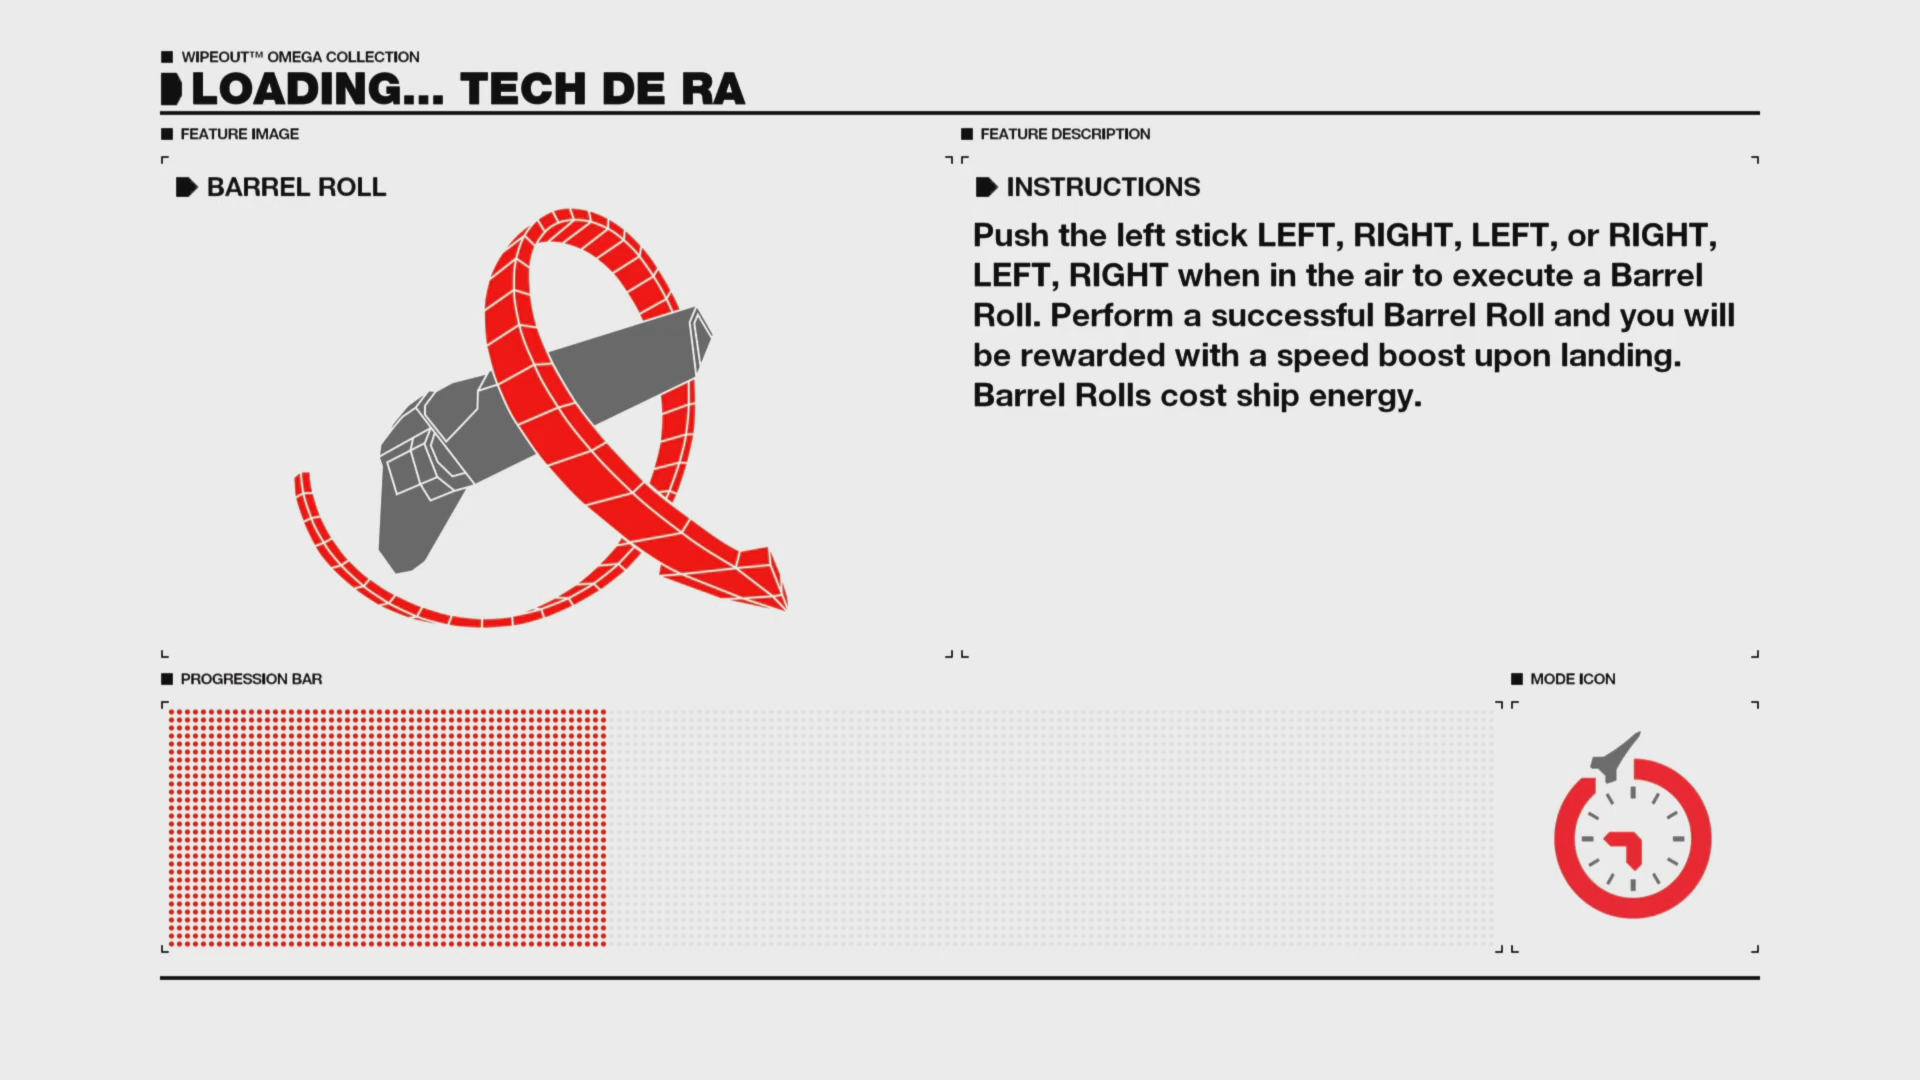 WIPEOUT™ OMEGA COLLECTION
LOADING... TECH DE RA
FEATURE IMAGE
BARREL ROLL
FEATURE DESCRIPTION
INSTRUCTIONS
Push the left stick LEFT, RIGHT, LEFT, or RIGHT,
LEFT, RIGHT when in the air to execute a Barrel
Roll. Perform a successful Barrel Roll and you will
be rewarded with a speed boost upon landing.
Barrel Rolls cost ship energy.
PROGRESSION BAR
MODE ICON